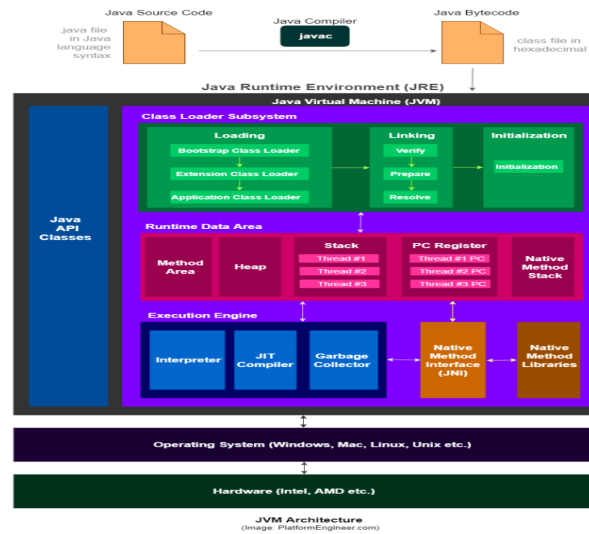 Java Source Code
Java Compiler
Java Bytecode
.java file
in Java
language
syntax
javac
.class file in
hexadecimal
Java Runtime Environment (JRE)
Java Virtual Machine (JVM)
Java
API
Classes
Class Loader Subsystem
Loading
Bootstrap Class Loader
Extension Class Loader
Application Class Loader
Linking
Verify
Prepare
Resolve
Initialization
Initialization
Runtime Data Area
Method
Area
Heap
Stack
Thread #1
Thread #2
Thread #3
PC Register
Thread #1 PC
Thread #2 PC
Thread #3 PC
Native
Method
Stack
Execution Engine
Interpreter
JIT
Compiler
Garbage
Collector
Native
Method
Interface
(JNI)
Native
Method
Libraries
Operating System (Windows, Mac, Linux, Unix etc.)
Hardware (Intel, AMD etc.)
JVM Architecture
(Image: PlatformEngineer.com)